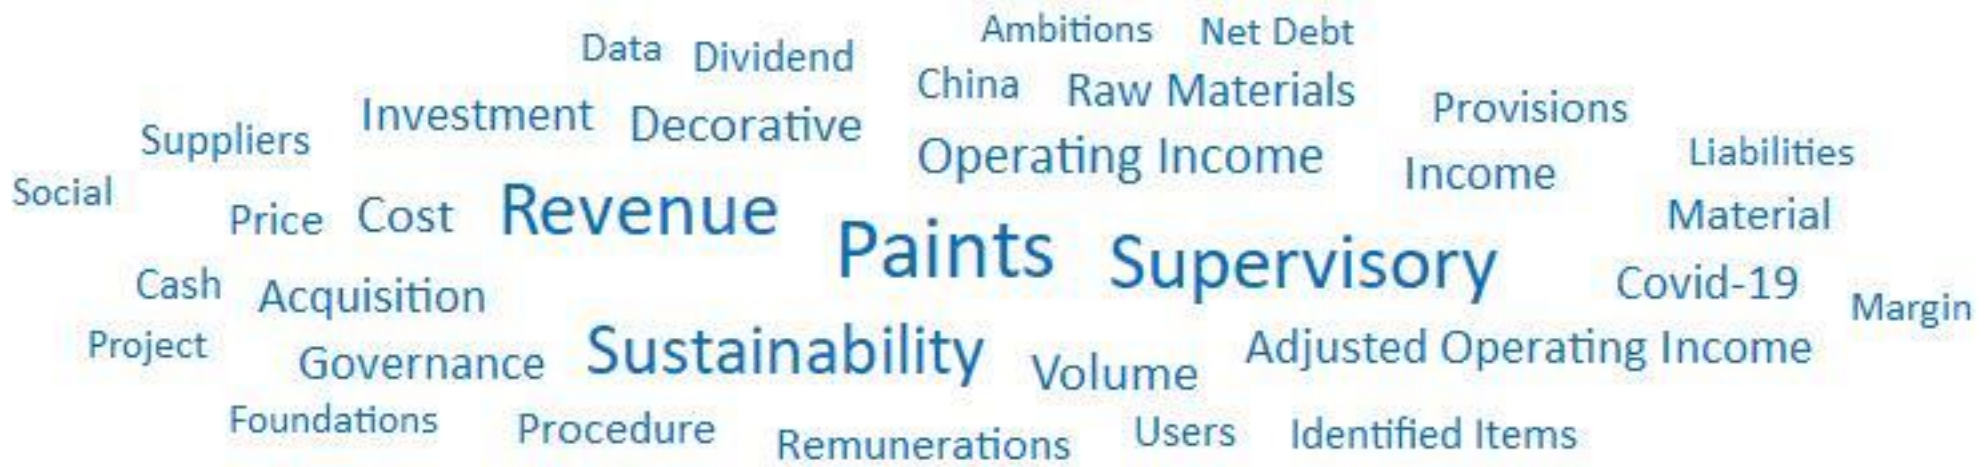 Ambitions Net Debt
Data Dividend
China Raw Materials
Investment Decorative Provisions
Suppliers Operating Income Liabilities
Social Income
Price Cost Revenue Material
Paints Supervisory
Cash Acquisition Covid-19 Margin
Project Governance Sustainability Volume Adjusted Operating Income
Foundations Procedure Remunerations Users Identified Items